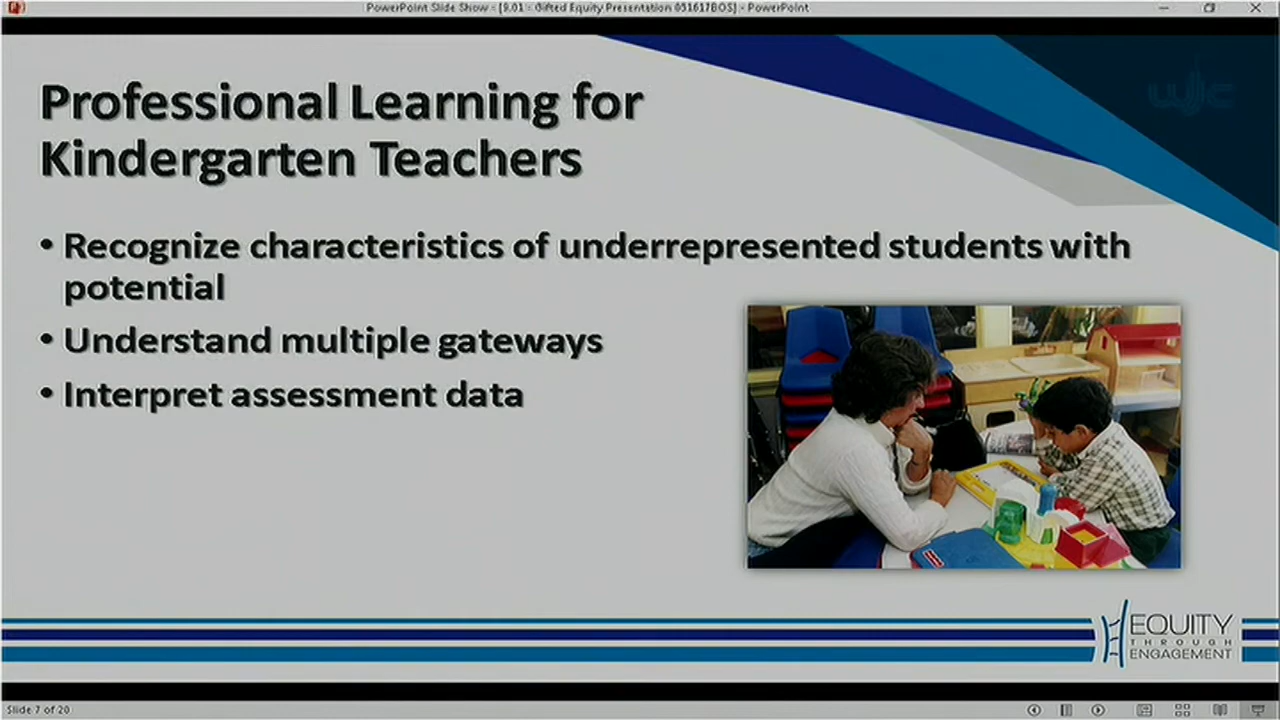 PowerPoint Slide Show - [9.01 - Gifted Equity Presentation 031617BOS] - PowerPoint
Professional Learning for
Kindergarten Teachers
• Recognize characteristics of underrepresented students with
potential
• Understand multiple gateways
• Interpret assessment data
EQUITY
THROUGH
ENGAGEMENT
Slide 7 of 20